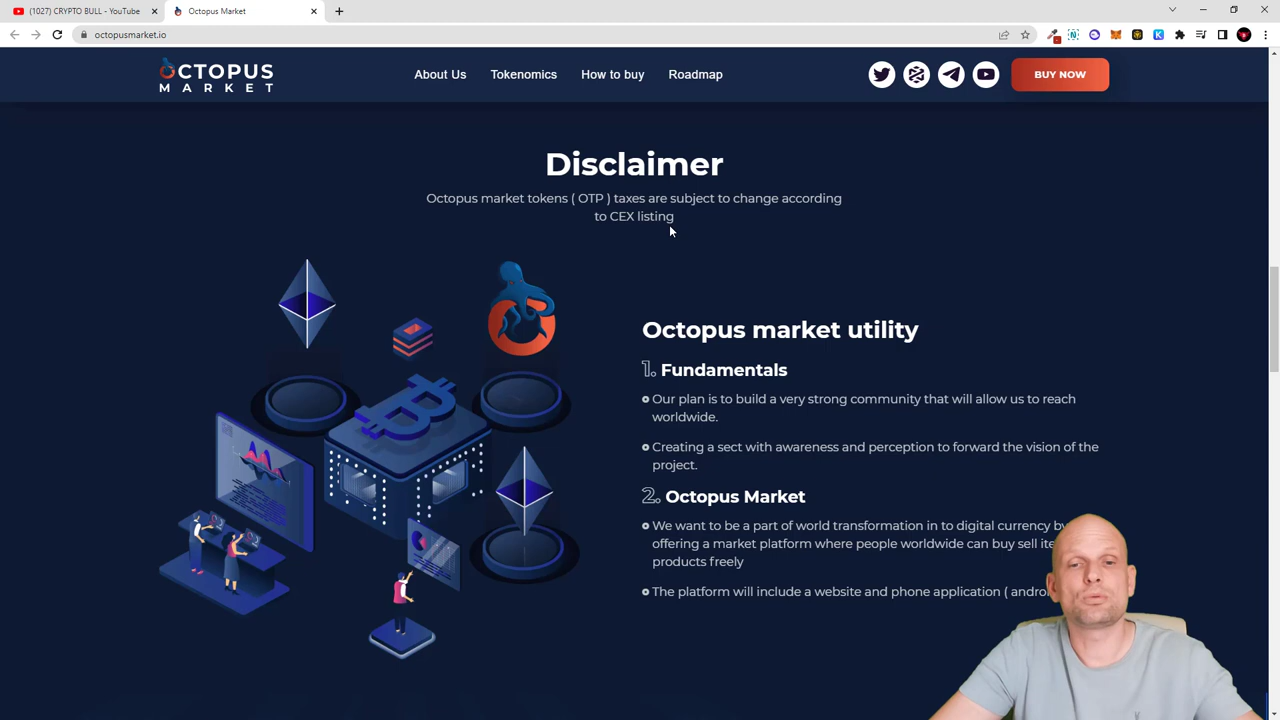 (1027) CRYPTO BULL - YouTube
Octopus Market
octopusmarket.io
OCTOPUS
MARKET
About Us
Tokenomics
How to buy
Roadmap
BUY NOW
Disclaimer
Octopus market tokens ( OTP ) taxes are subject to change according
to CEX listing
Octopus market utility
1. Fundamentals
Our plan is to build a very strong community that will allow us to reach
worldwide.
Creating a sect with awareness and perception to forward the vision of the
project.
2. Octopus Market
We want to be a part of world transformation in to digital currency by
offering a market platform where people worldwide can buy sell
products freely
The platform will include a website and phone application (